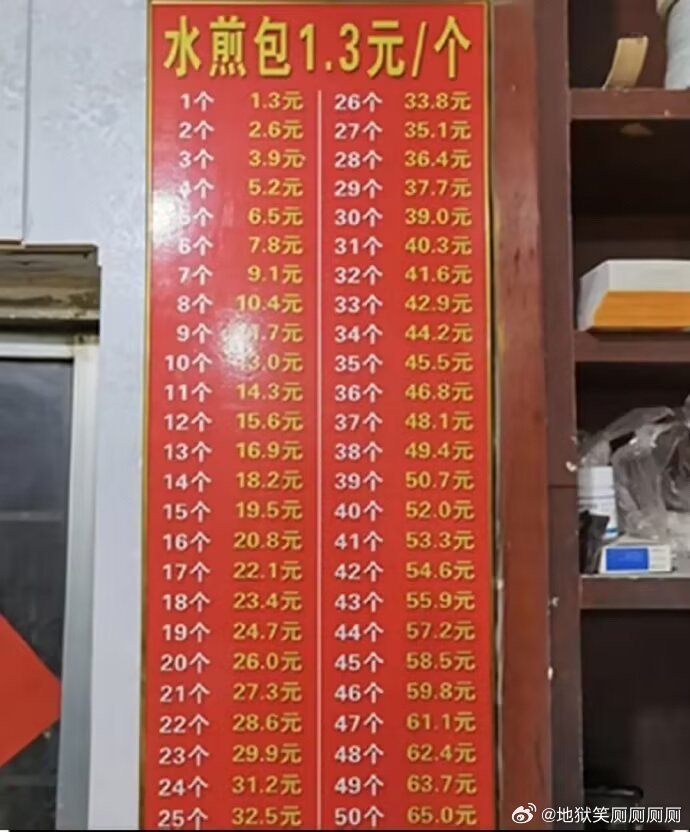 水煎包1.3元/个
1个 1.3元
2个 2.6元
3个 3.9元
4个 5.2元
5个 6.5元
6个 7.8元
7个 9.1元
8个 10.4元
9个 11.7元
10个 13.0元
11个 14.3元
12个 15.6元
13个 16.9元
14个 18.2元
15个 19.5元
16个 20.8元
17个 22.1元
18个 23.4元
19个 24.7元
20个 26.0元
21个 27.3元
22个 28.6元
23个 29.9元
24个 31.2元
25个 32.5元
26个 33.8元
27个 35.1元
28个 36.4元
29个 37.7元
30个 39.0元
31个 40.3元
32个 41.6元
33个 42.9元
34个 44.2元
35个 45.5元
36个 46.8元
37个 48.1元
38个 49.4元
39个 50.7元
40个 52.0元
41个 53.3元
42个 54.6元
43个 55.9元
44个 57.2元
45个 58.5元
46个 59.8元
47个 61.1元
48个 62.4元
49个 63.7元
50个 65.0元
@地狱笑厕厕厕厕